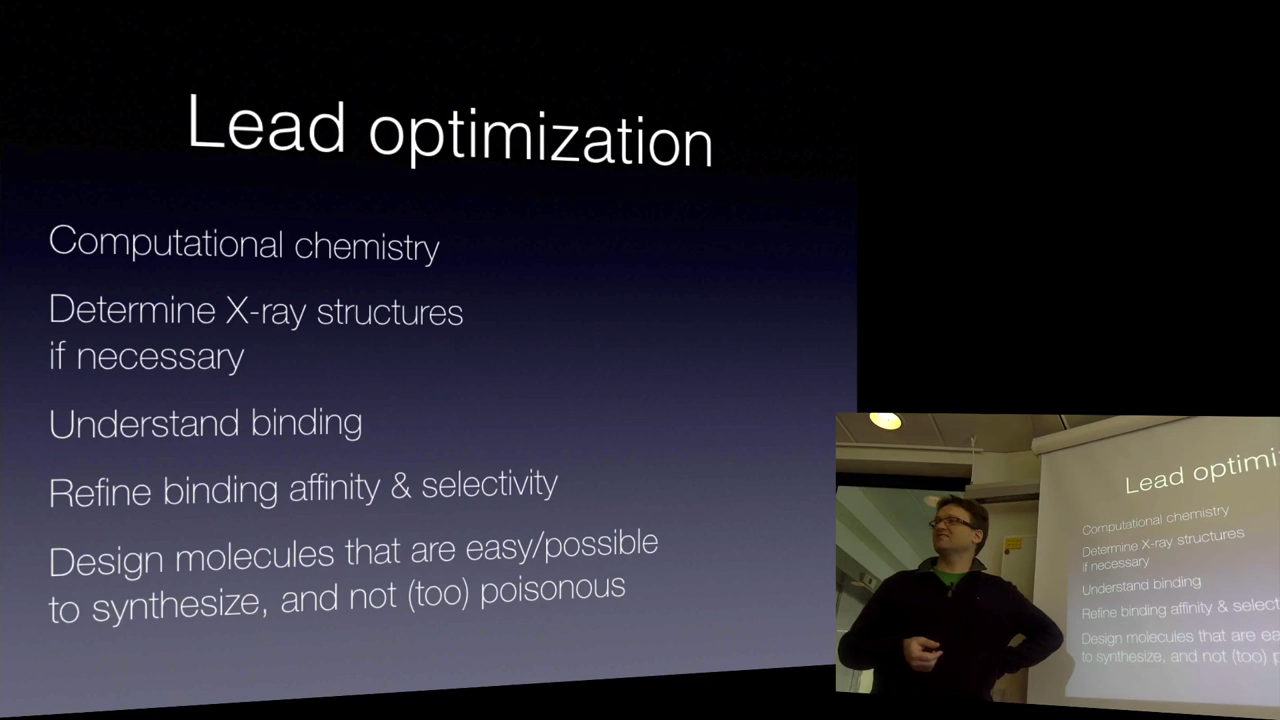 Lead optimization
Computational chemistry
Determine X-ray structures
if necessary
Understand binding
Refine binding affinity & selectivity
Design molecules that are easy/possible
to synthesize, and not (too) poisonous
Lead optimi
Computational chemistry
Determine X-ray structures
if necessary
Understand binding
Refine binding affinity & select
Design molecules that are ea
to synthesize, and not (too) p